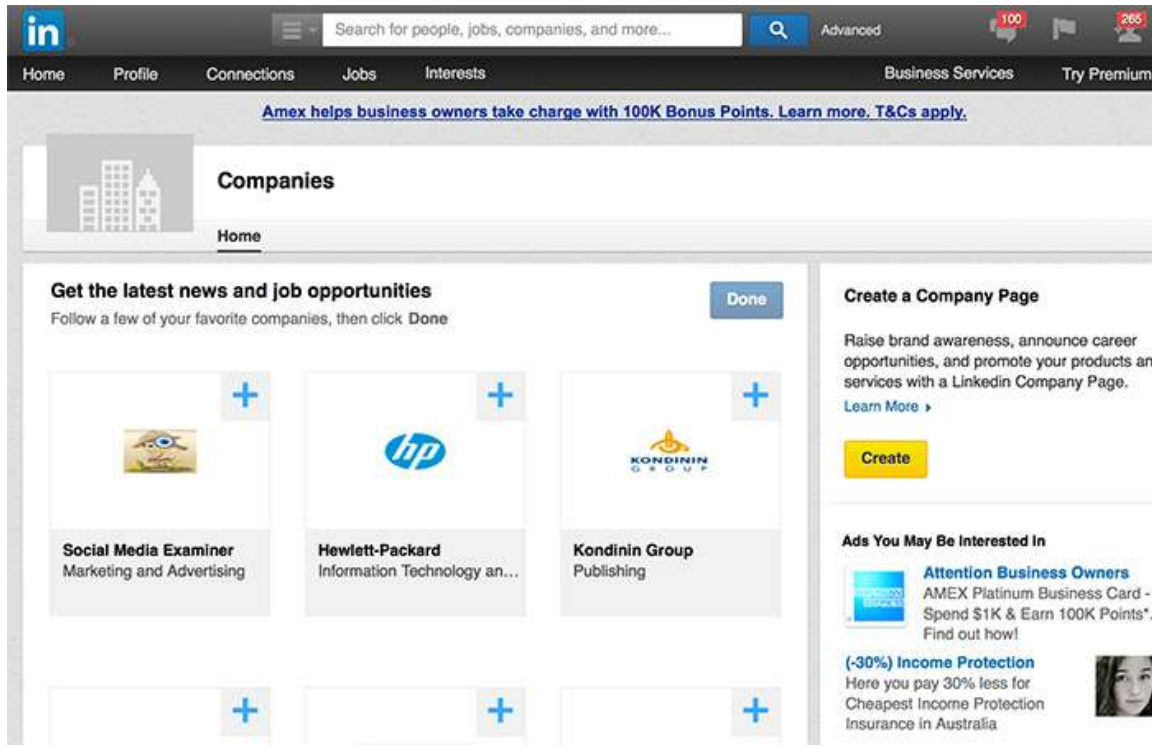 in
Search for people, jobs, companies, and more...
Advanced
100
265
Home Profile Connections Jobs Interests Business Services Try Premium
Amex helps business owners take charge with 100K Bonus Points. Learn more. T&Cs apply.
Companies
Home
Get the latest news and job opportunities
Follow a few of your favorite companies, then click Done
Done
+
+
+
hp
KONDININ
GROUP
Social Media Examiner
Marketing and Advertising
Hewlett-Packard
Information Technology an...
Kondinin Group
Publishing
+
+
+
Create a Company Page
Raise brand awareness, announce career
opportunities, and promote your products an
services with a Linkedin Company Page.
Learn More
Create
Ads You May Be Interested In
AMERICAN
EXPRESS
Attention Business Owners
AMEX Platinum Business Card -
Spend $1K & Earn 100K Points*.
Find out how!
(-30%) Income Protection
Here you pay 30% less for
Cheapest Income Protection
Insurance in Australia